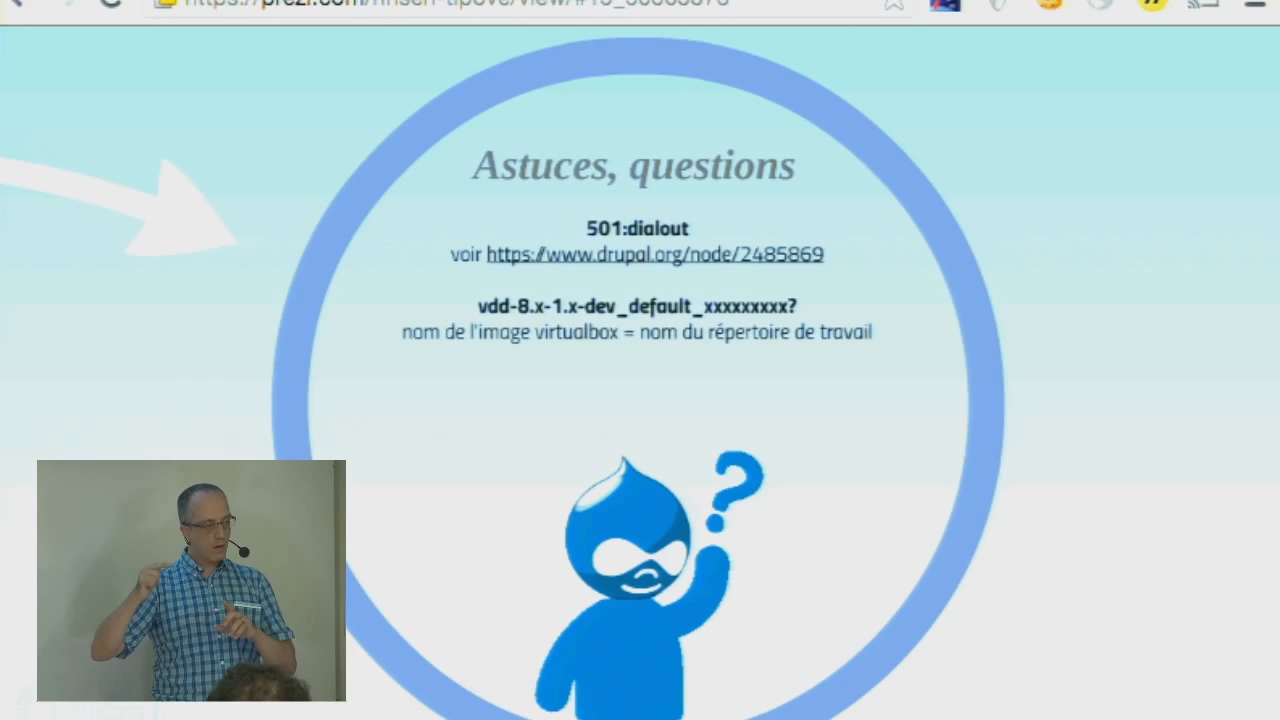 Astuces, questions
501:dialout
voir https://www.drupal.org/node/2485869
vdd-8.x-1.x-dev_default_xxxxxxxxx?
nom de l'image virtualbox = nom du répertoire de travail